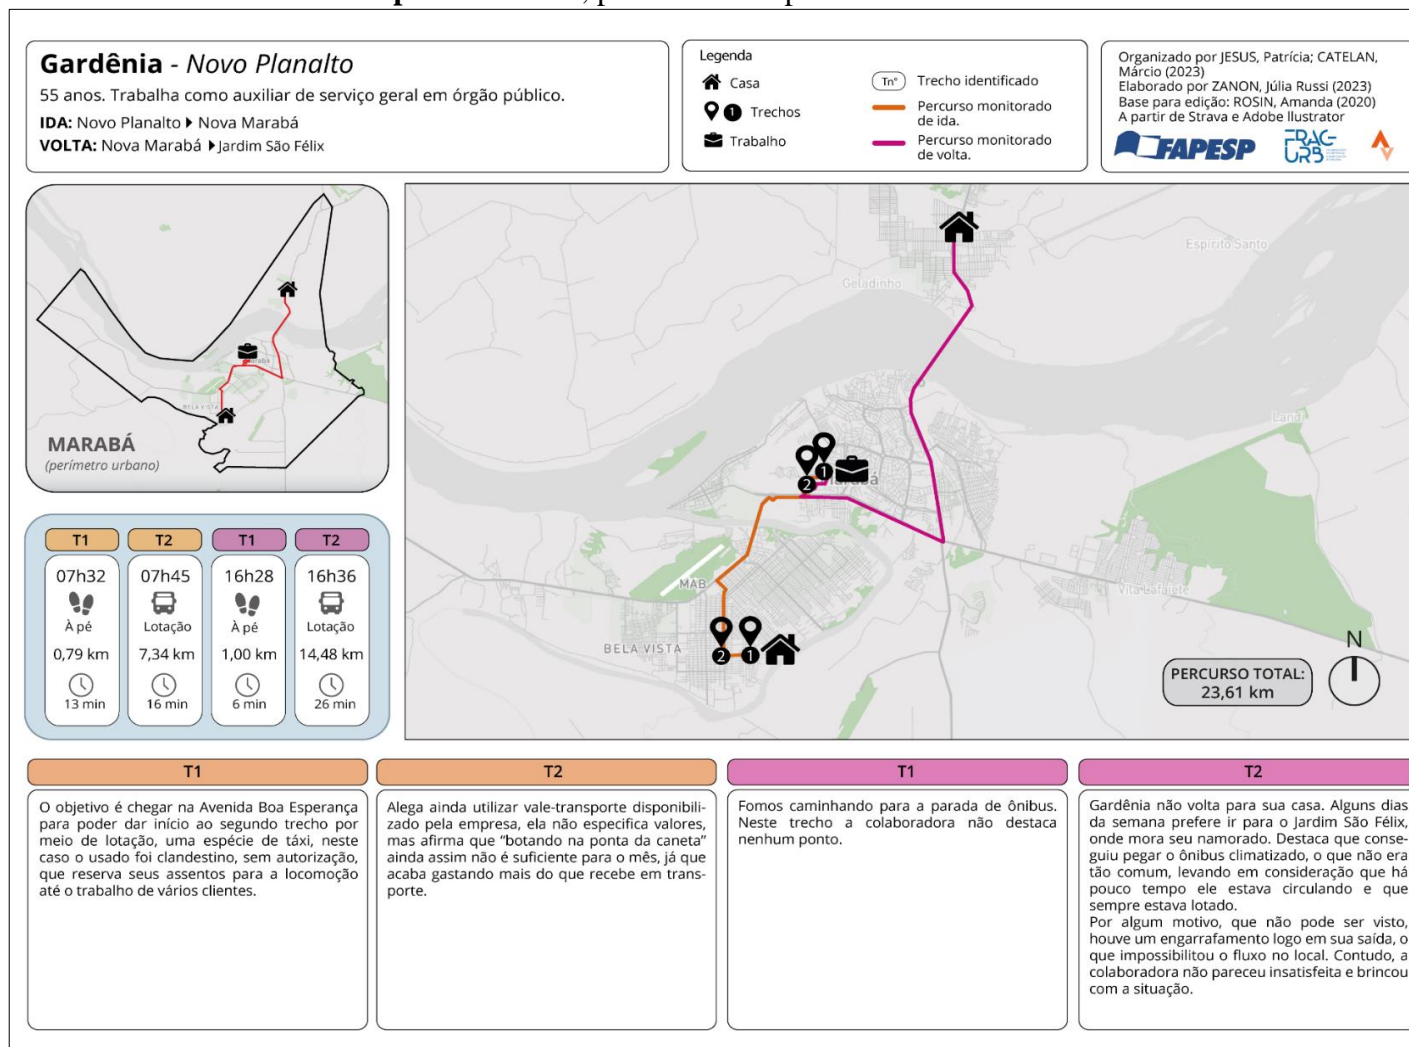 Gardênia - Novo Planalto
55 anos. Trabalha como auxiliar de serviço geral em órgão público.
IDA: Novo Planalto Nova Marabá
VOLTA: Nova Marabá Jardim São Félix
Legenda
Casa
1 Trechos
Trabalho
Tnº Trecho identificado
Percurso monitorado
de ida.
Percurso monitorado
de volta.
Organizado por JESUS, Patrícia; CATELAN,
Márcio (2023)
Elaborado por ZANON, Júlia Russi (2023)
Base para edição: ROSIN, Amanda (2020)
A partir de Strava e Adobe Ilustrator
FAPESP
FRAG-
URB
BELA VISTA
MARABÁ
(perímetro urbano)
Espírito Santo
Geladinho
Landi
1
2
MAB
Vila Lafaiete
BELA VISTA
2
1
N
PERCURSO TOTAL:
23,61 km
T1
07h32
À pé
0,79 km
13 min
T2
07h45
Lotação
7,34 km
16 min
T1
16h28
À pé
1,00 km
6 min
T2
16h36
Lotação
14,48 km
26 min
T1
O objetivo é chegar na Avenida Boa Esperança
para poder dar início ao segundo trecho por
meio de lotação, uma espécie de táxi, neste
caso o usado foi clandestino, sem autorização,
que reserva seus assentos para a locomoção
até o trabalho de vários clientes.
T2
Alega ainda utilizar vale-transporte disponibili-
zado pela empresa, ela não especifica valores,
mas afirma que “botando na ponta da caneta”
ainda assim não é suficiente para o mês, já que
acaba gastando mais do que recebe em trans-
porte.
T1
Fomos caminhando para a parada de ônibus.
Neste trecho a colaboradora não destaca
nenhum ponto.
T2
Gardênia não volta para sua casa. Alguns dias
da semana prefere ir para o Jardim São Félix,
onde mora seu namorado. Destaca que conse-
guiu pegar o ônibus climatizado, o que não era
tão comum, levando em consideração que há
pouco tempo ele estava circulando e que
sempre estava lotado.
Por algum motivo, que não pode ser visto,
houve um engarrafamento logo em sua saída, o
que impossibilitou o fluxo no local. Contudo, a
colaboradora não pareceu insatisfeita e brincou
com a situação.